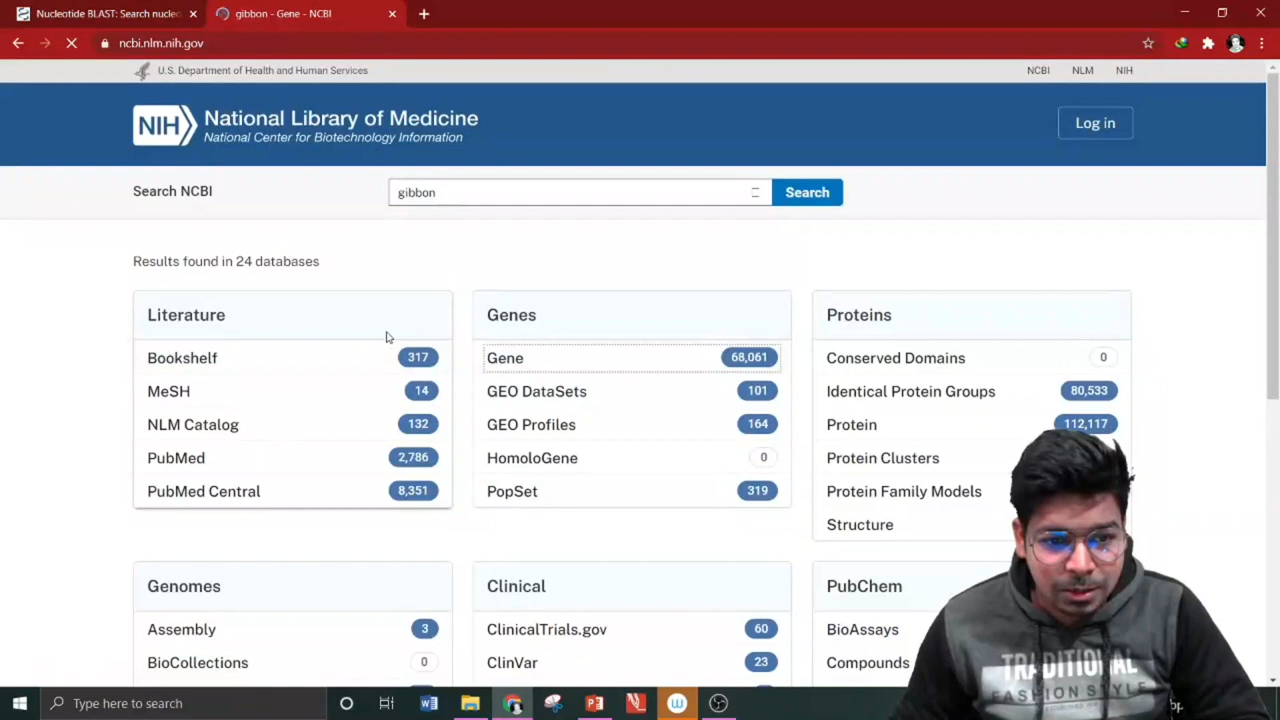 Nucleotide BLAST: Search nucleo
gibbon - Gene - NCBI
ncbi.nlm.nih.gov
U.S. Department of Health and Human Services
NCBI NLM NIH
NIH
National Library of Medicine
National Center for Biotechnology Information
Log in
Search NCBI
gibbon
Search
Results found in 24 databases
Literature
Bookshelf 317
MeSH 14
NLM Catalog 132
PubMed 2,786
PubMed Central 8,351
Genes
Gene 68,061
GEO DataSets 101
GEO Profiles 164
HomoloGene 0
PopSet 319
Proteins
Conserved Domains 0
Identical Protein Groups 80,533
Protein 112,117
Protein Clusters
Protein Family Models
Structure
Genomes
Assembly 3
BioCollections 0
Clinical
ClinicalTrials.gov 60
ClinVar 23
PubChem
BioAssays
Compounds
TRADITIONAL
FASHION STYLE
Type here to search